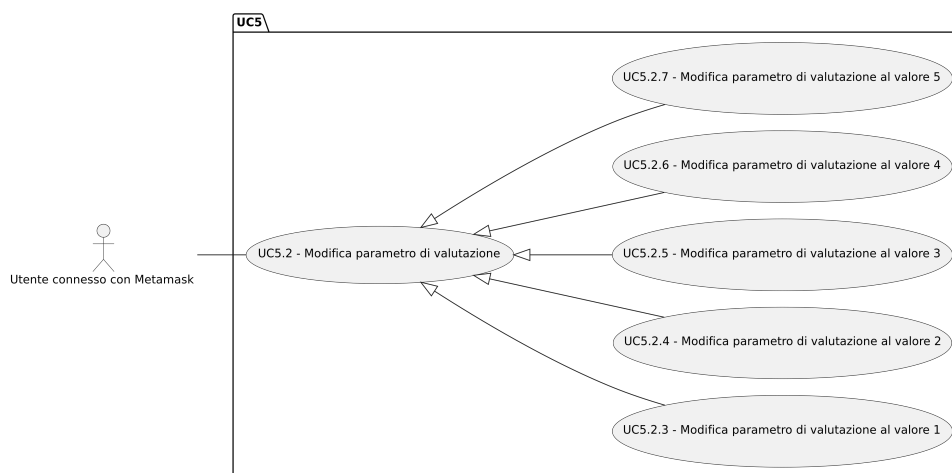 UC5
UC5.2.7 - Modifica parametro di valutazione al valore 5
UC5.2.6 - Modifica parametro di valutazione al valore 4
UC5.2 - Modifica parametro di valutazione
UC5.2.5 - Modifica parametro di valutazione al valore 3
Utente connesso con Metamask
UC5.2.4 - Modifica parametro di valutazione al valore 2
UC5.2.3 - Modifica parametro di valutazione al valore 1